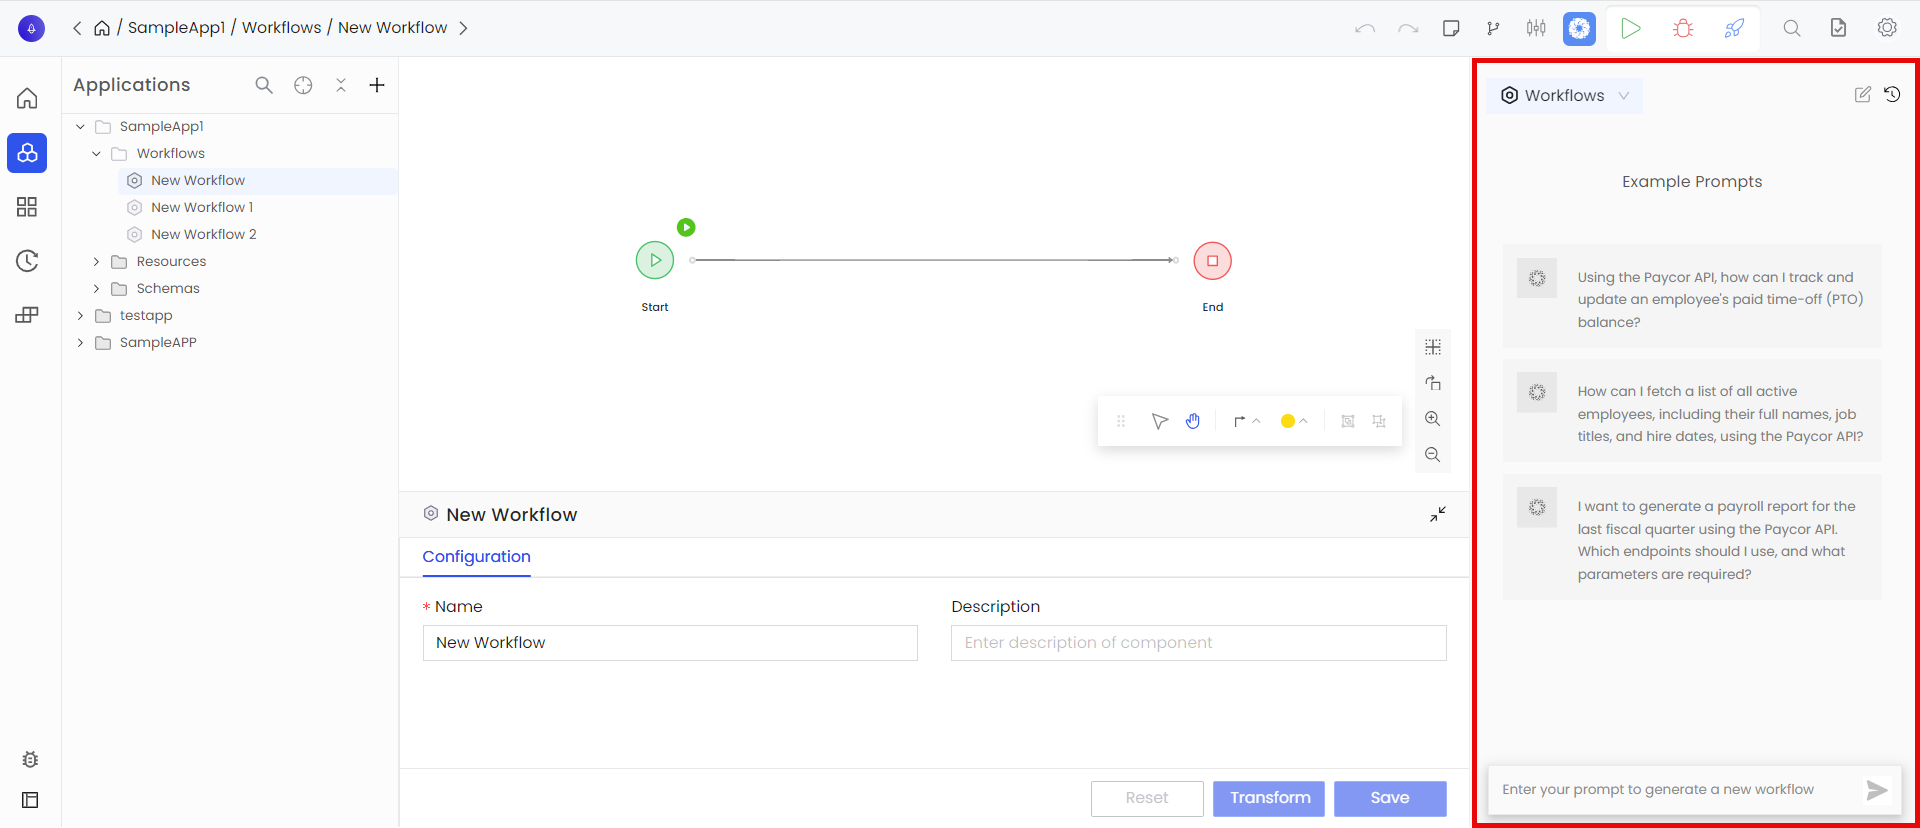 / SampleApp1 / Workflows / New Workflow
Applications
SampleApp1
Workflows
New Workflow
New Workflow 1
New Workflow 2
Resources
Schemas
testapp
SampleAPP
Start
End
New Workflow
Configuration
* Name
Description
New Workflow
Enter description of component
Reset
Transform
Save
Workflows
Example Prompts
Using the Paycor API, how can I track and
update an employee's paid time-off (PTO)
balance?
How can I fetch a list of all active
employees, including their full names, job
titles, and hire dates, using the Paycor API?
I want to generate a payroll report for the
last fiscal quarter using the Paycor API.
Which endpoints should I use, and what
parameters are required?
Enter your prompt to generate a new workflow